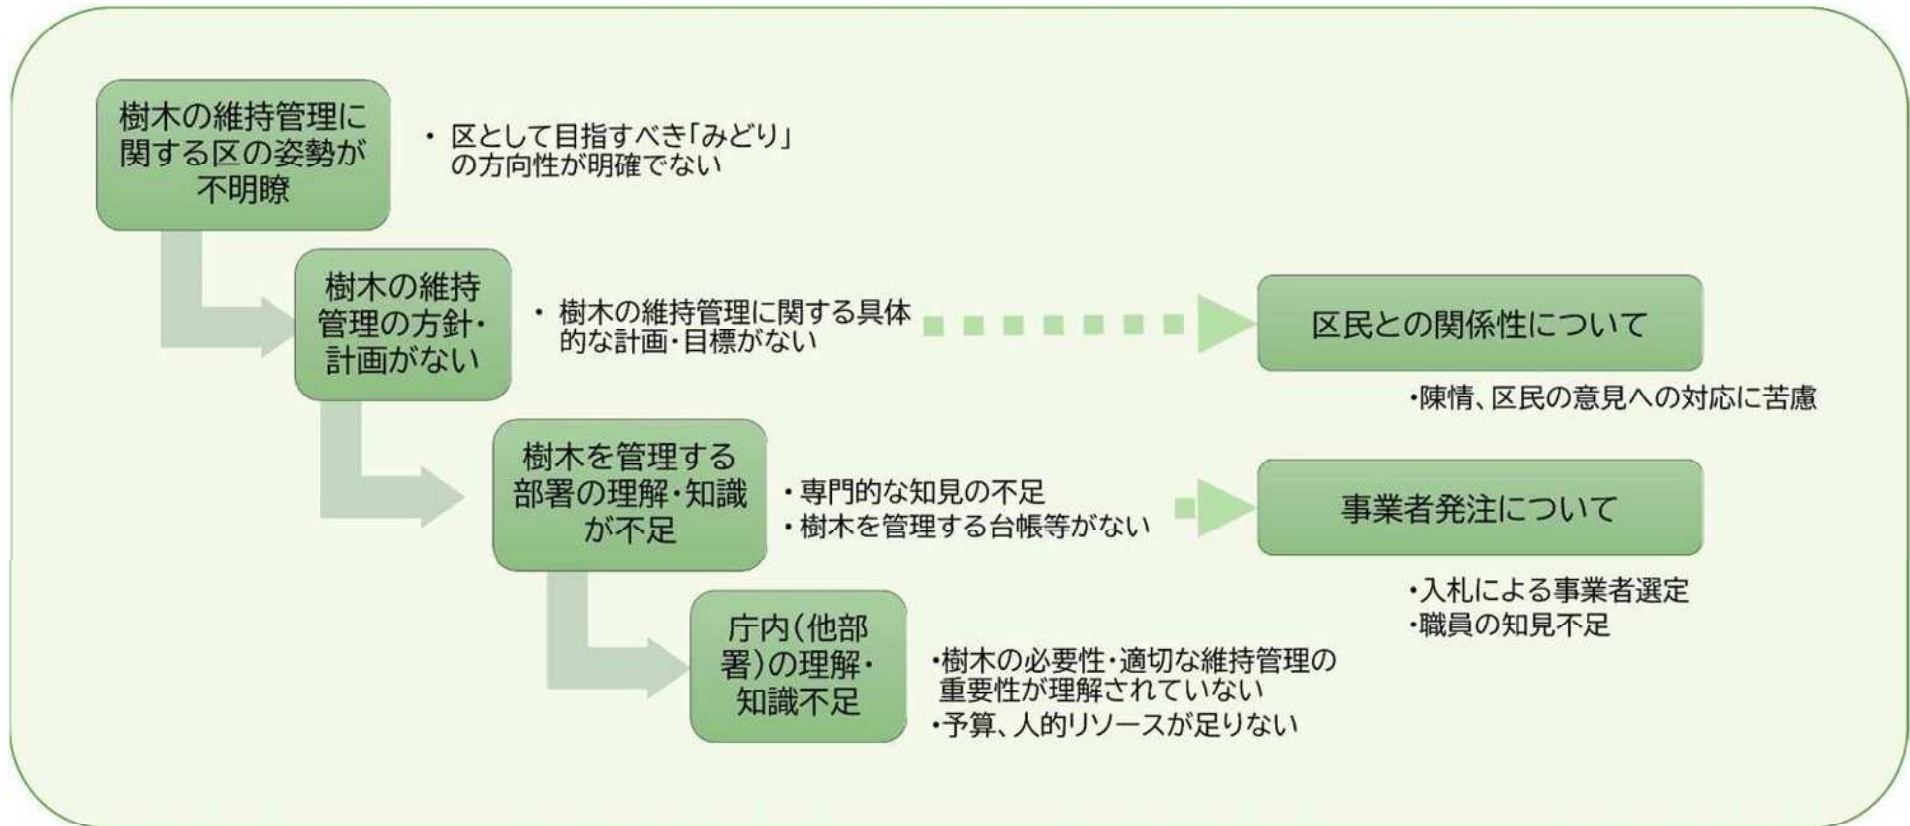 樹木の維持管理に
関する区の姿勢が
不明瞭
・ 区として目指すべき「みどり」
の方向性が明確でない
樹木の維持
管理の方針・
計画がない
・ 樹木の維持管理に関する具体
的な計画・目標がない
区民との関係性について
・陳情、区民の意見への対応に苦慮
樹木を管理する
部署の理解・知識
が不足
・専門的な知見の不足
・樹木を管理する台帳等がない
事業者発注について
・入札による事業者選定
・職員の知見不足
庁内(他部
署)の理解・
知識不足
・樹木の必要性・適切な維持管理の
重要性が理解されていない
・予算、人的リソースが足りない